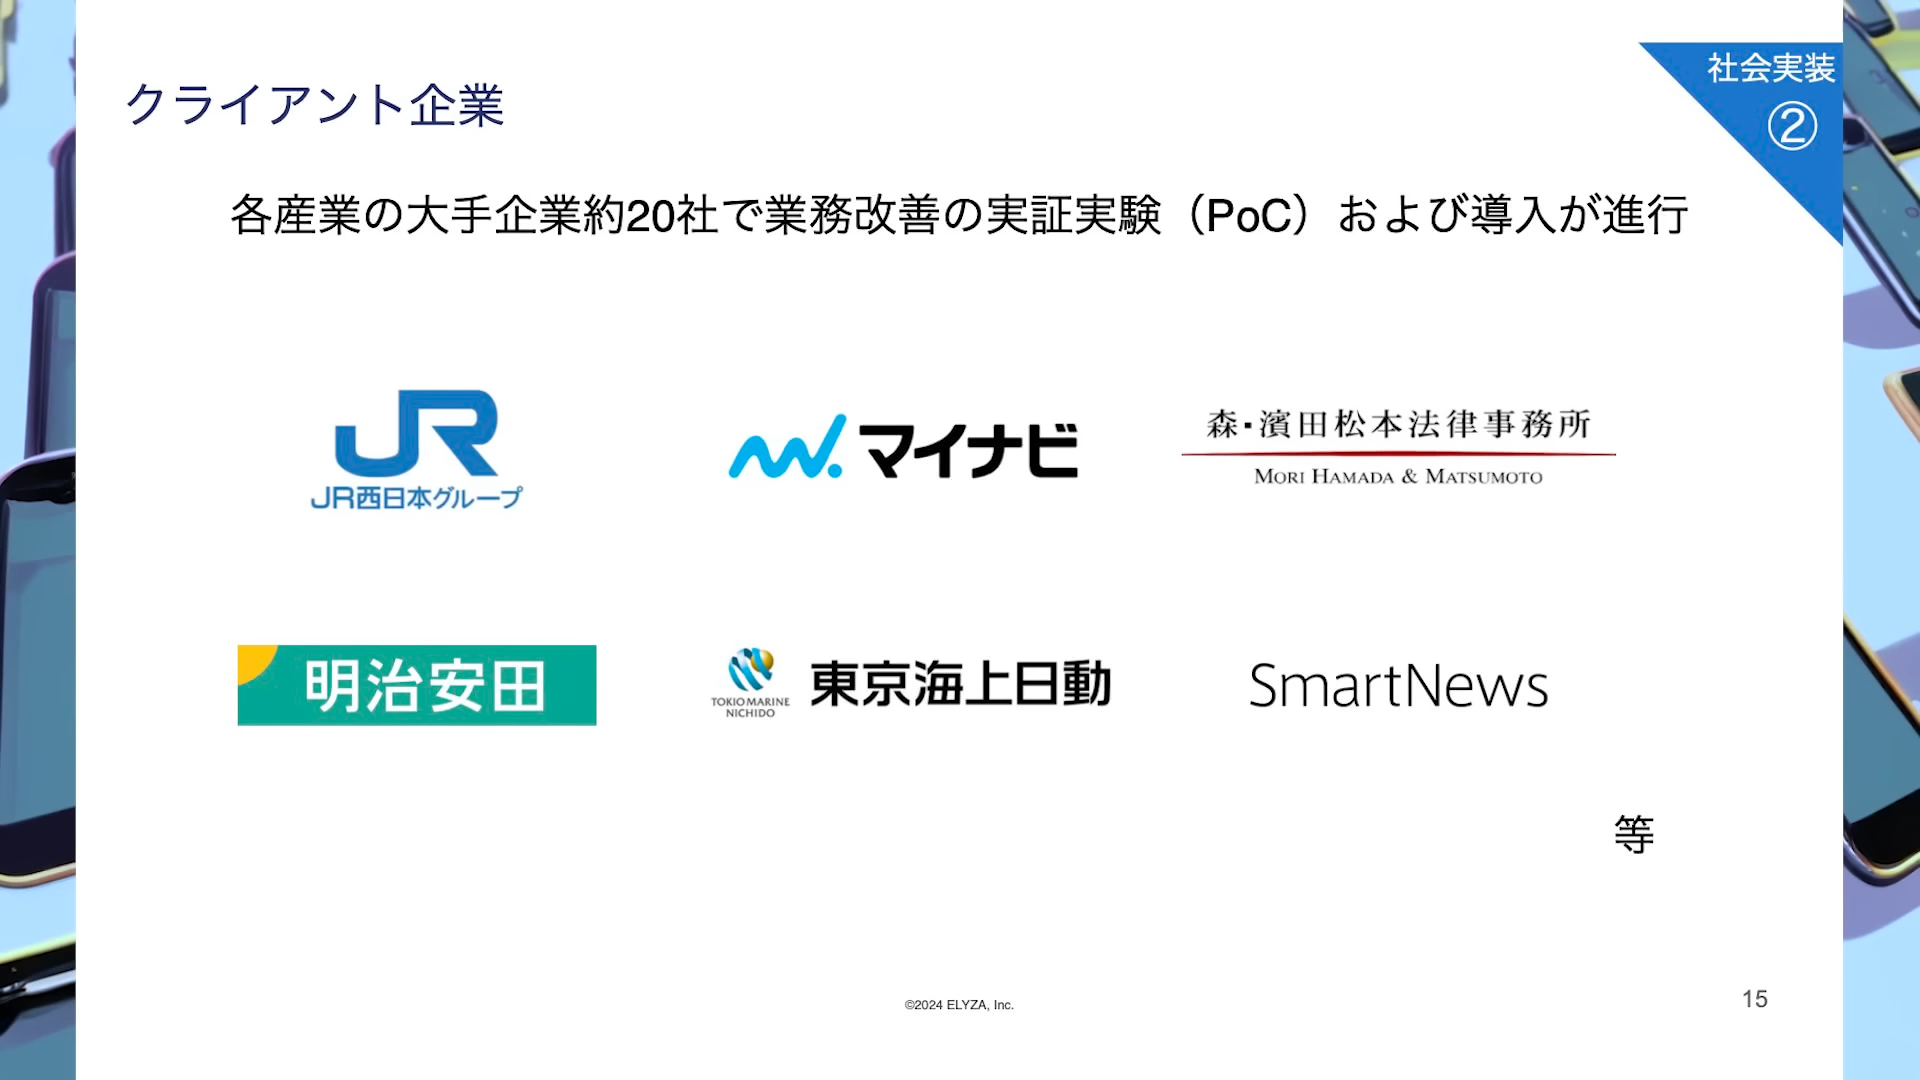 クライアント企業
社会実装
②
各産業の大手企業約20社で業務改善の実証実験（PoC）および導入が進行
JR
JR西日本グループ
マイナビ
森・濱田松本法律事務所
MORI HAMADA & MATSUMOTO
明治安田
TOKIO MARINE
NICHIDO
東京海上日動
SmartNews
等
©2024 ELYZA, Inc.
15